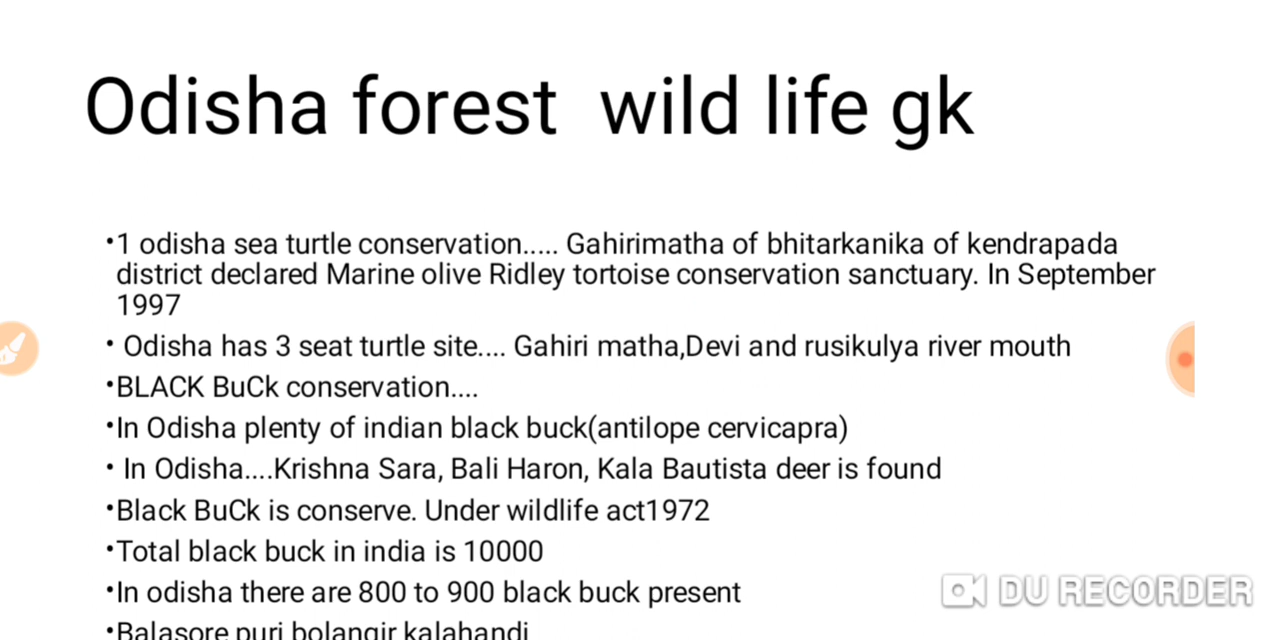 Odisha forest wild life gk
•1 odisha sea turtle conservation..... Gahirimatha of bhitarkanika of kendrapada
district declared Marine olive Ridley tortoise conservation sanctuary. In September
1997
• Odisha has 3 seat turtle site.... Gahiri matha,Devi and rusikulya river mouth
•BLACK BuCk conservation....
•In Odisha plenty of indian black buck(antilope cervicapra)
• In Odisha....Krishna Sara, Bali Haron, Kala Bautista deer is found
•Black BuCk is conserve. Under wildlife act1972
•Total black buck in india is 10000
•In odisha there are 800 to 900 black buck present
DU RECORDER
•Balasore puri bolangir kalahandi